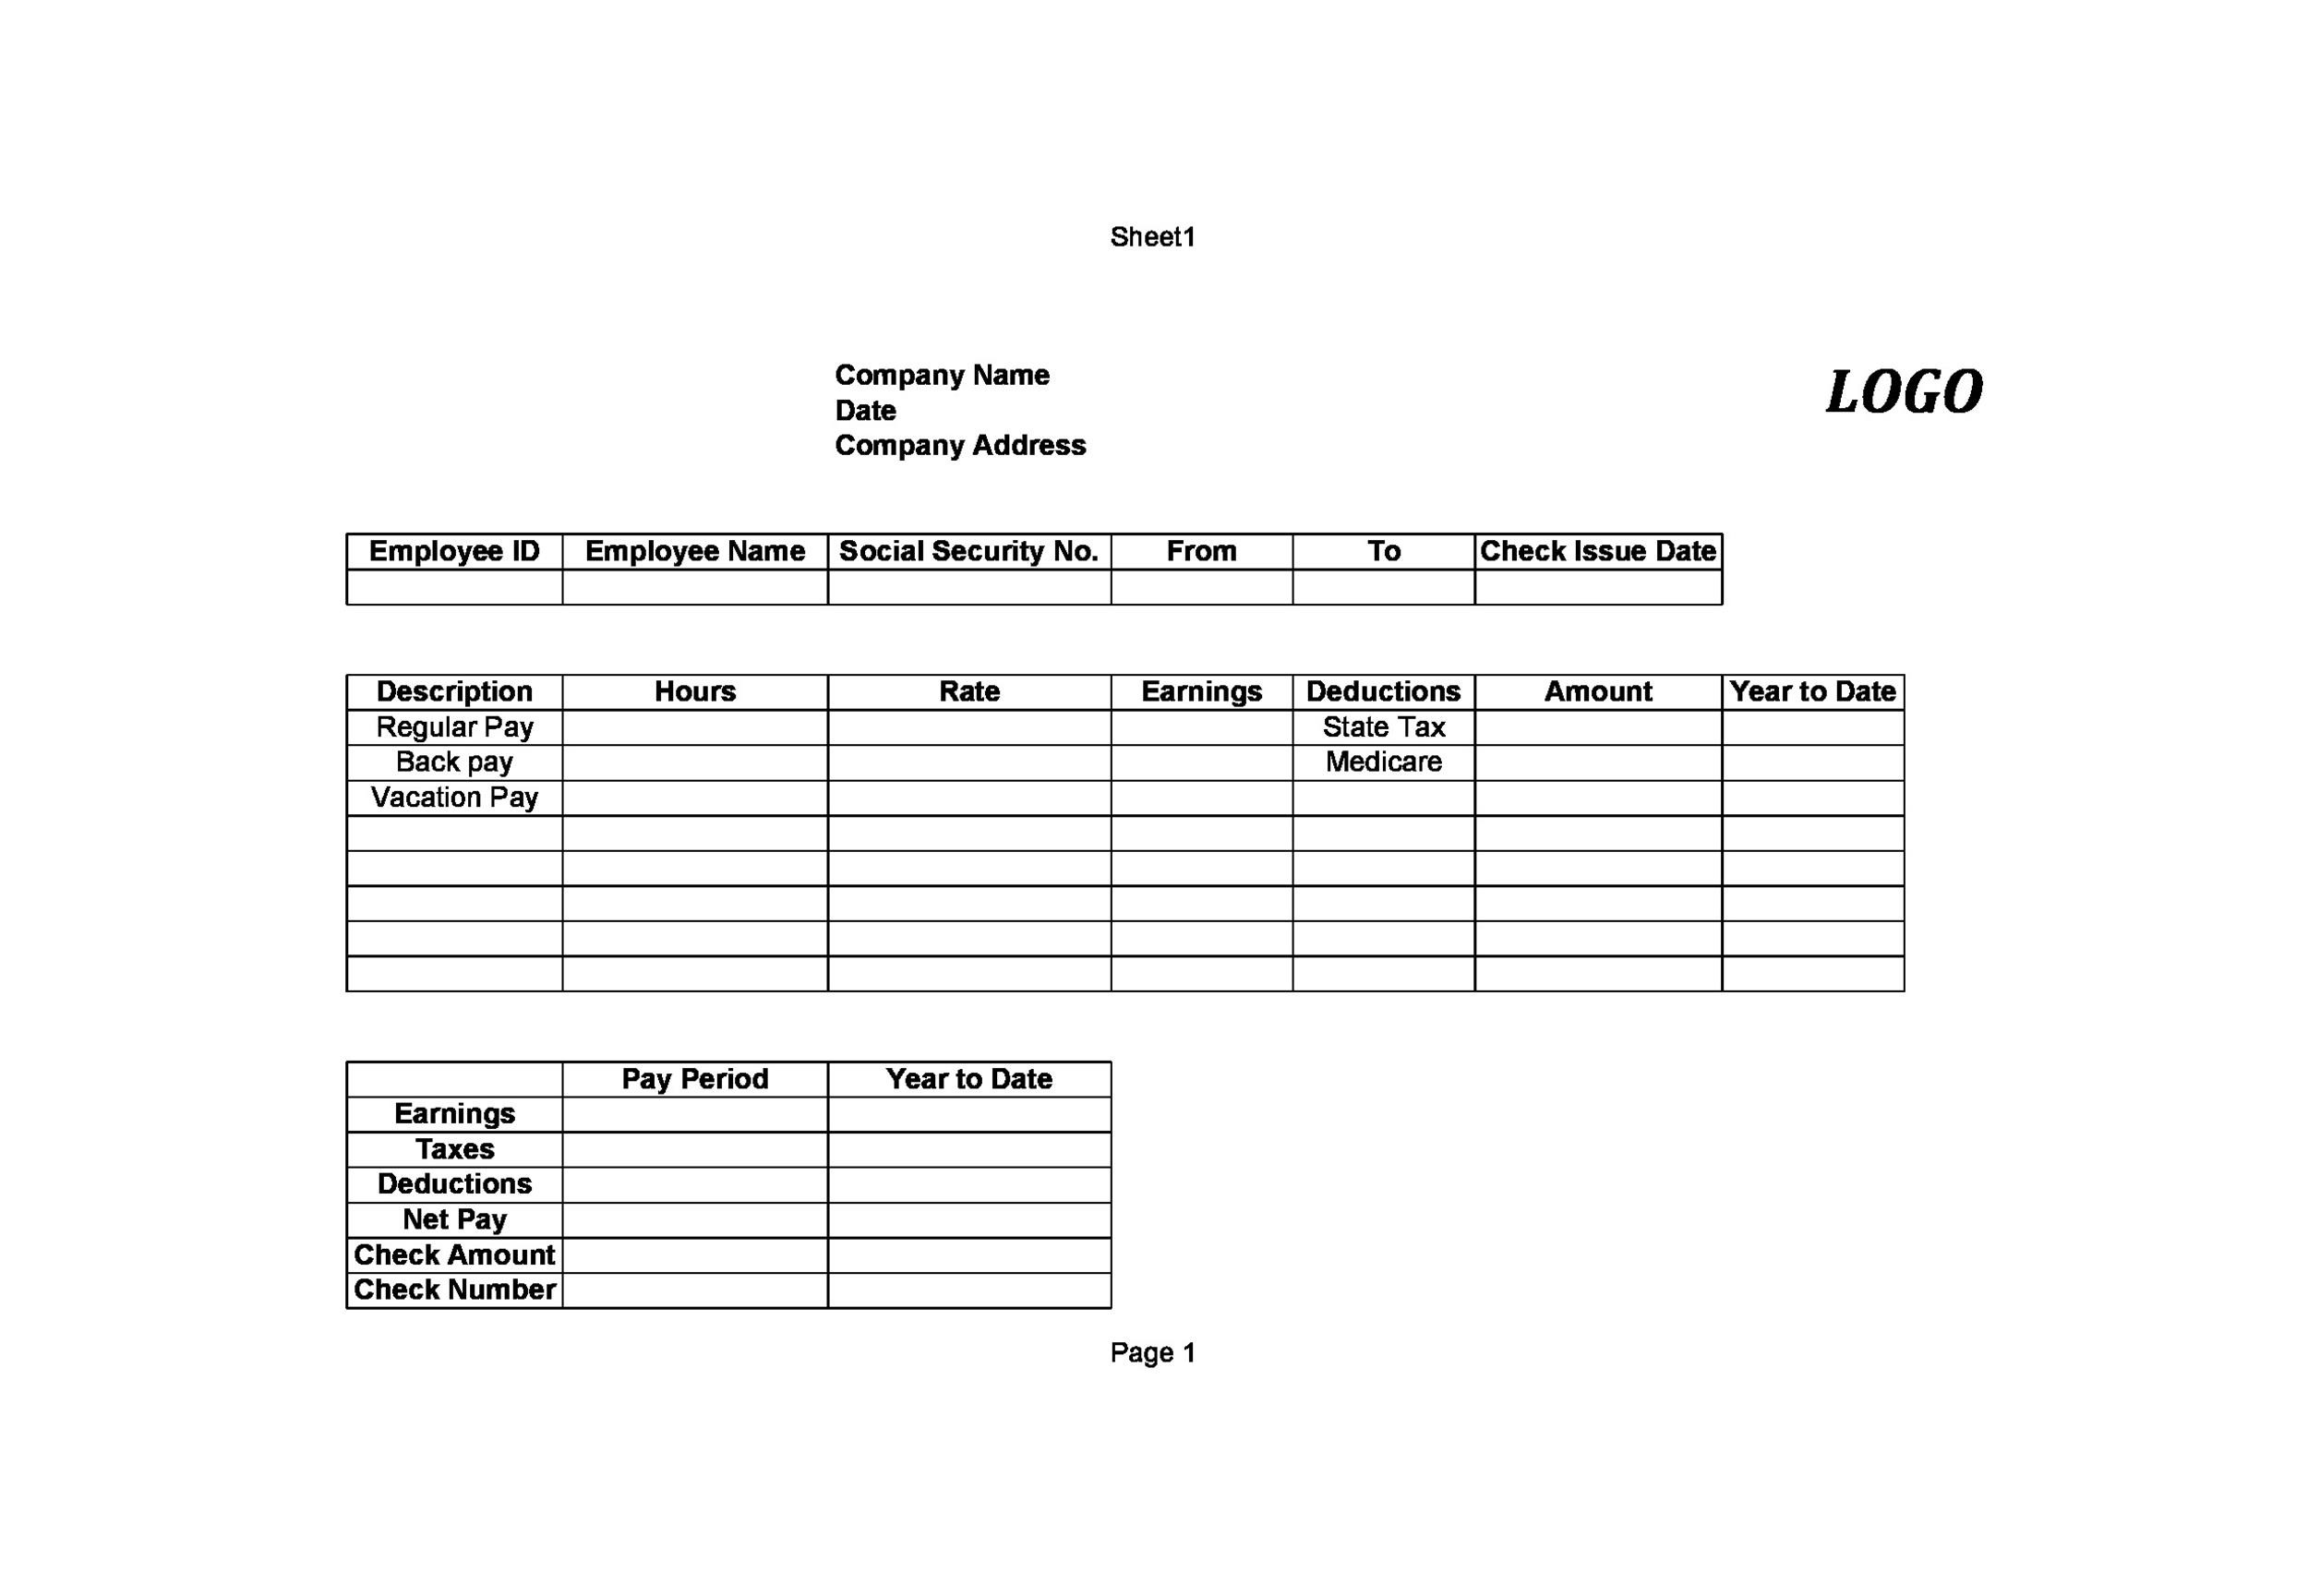 Sheet1
Company Name
LOGO
Date
Company Address
Employee ID Employee Name Social Security No. From To Check Issue Date
Description Hours Rate Earnings Deductions Amount Year to Date
Regular Pay State Tax
Back pay Medicare
Vacation Pay
Pay Period Year to Date
Earnings
Taxes
Deductions
Net Pay
Check Amount
Check Number
Page 1